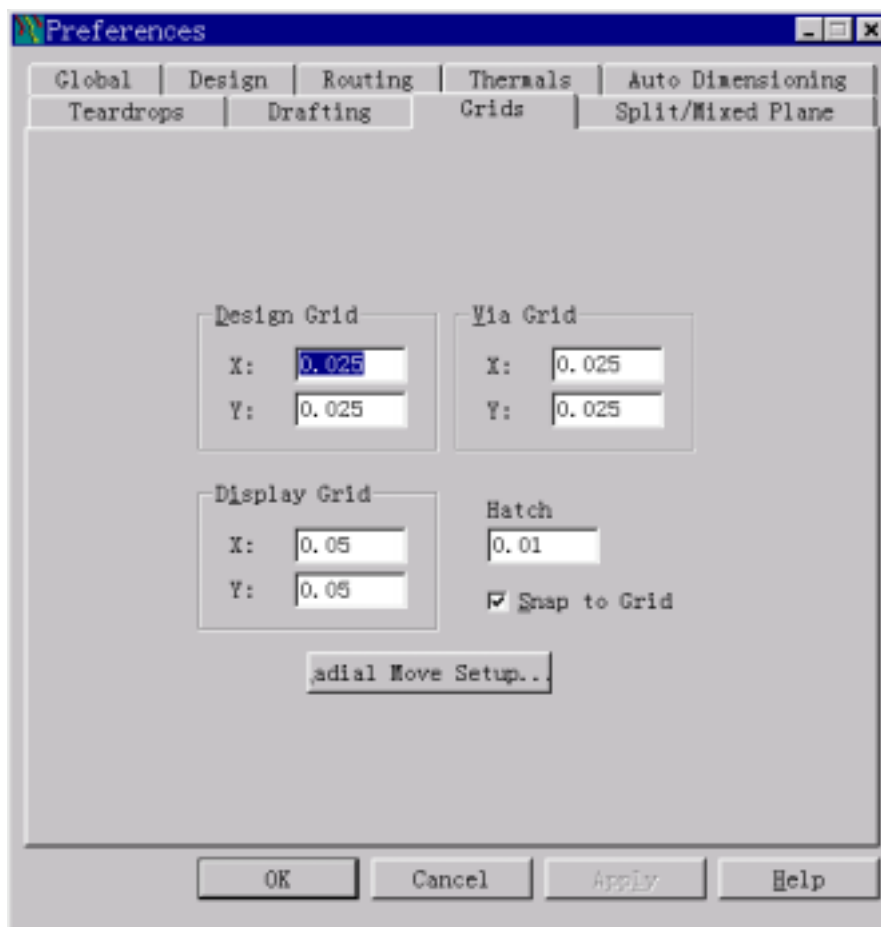 Preferences
Global Design Routing Thermals Auto Dimensioning
Teardrops Drafting Grids Split/Mixed Plane
Design Grid Via Grid
X: 0.025 X: 0.025
Y: 0.025 Y: 0.025
Display Grid Hatch
X: 0.05 0.01
Y: 0.05 Snap to Grid
adial Move Setup...
OK Cancel Apply Help